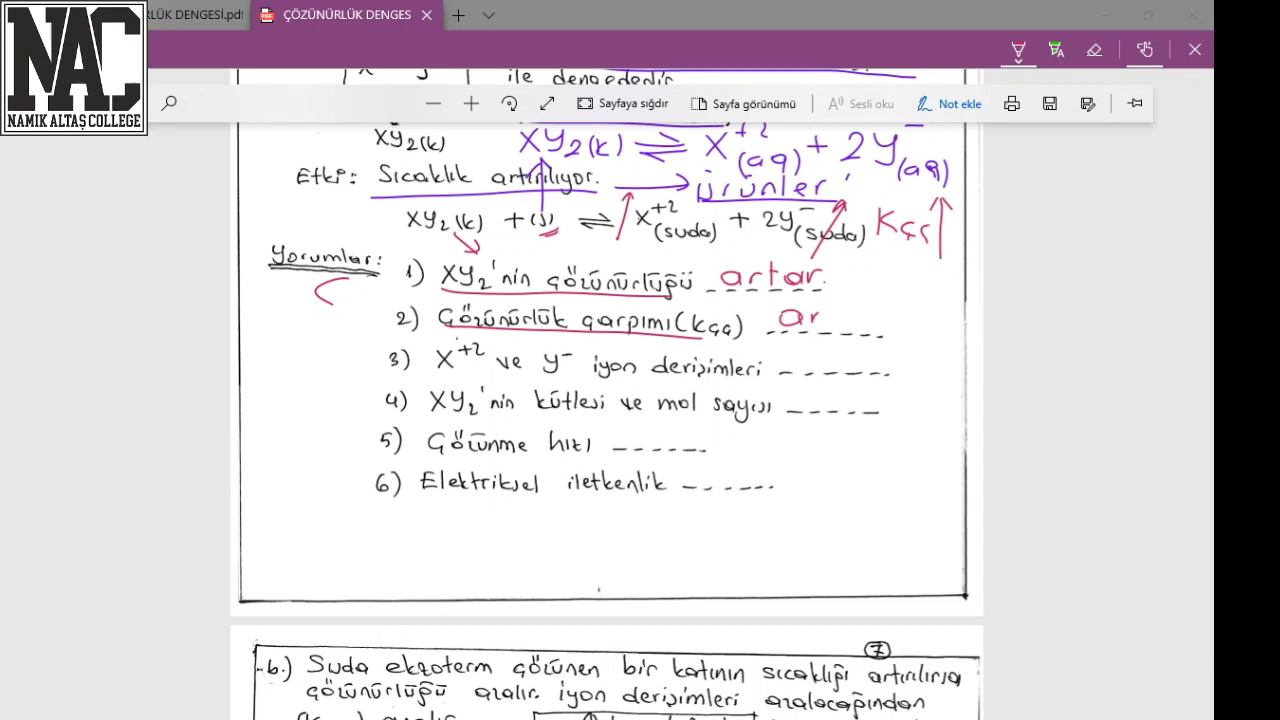 RLÜK DENGESİ.pdf
ÇÖZÜNÜRLÜK DENGES
NAC
NAMIK ALTAŞ COLLEGE
ile dengededir
Sayfaya sığdır
Sayfa görünümü
Sesli oku
Not ekle
XY₂(k) XY₂(k) ⇌ X⁺²(aq) + 2Y⁻(aq)
Etki: Sıcaklık artırılıyor. → ürünler
XY₂(k) + (ısı) ⇌ X⁺²(suda) + 2Y⁻(suda) Kçç ↑
Yorumlar:
1) XY₂'nin çözünürlüğü artar.
2) Çözünürlük çarpımı(Kçç) ar
3) X⁺² ve Y⁻ iyon derişimleri ------
4) XY₂'nin kütlesi ve mol sayısı -----
5) Çözünme hızı ------
6) Elektriksel iletkenlik ------
7
b.) Suda ekzoterm çözünen bir katının sıcaklığı artırılırsa
çözünürlüğü azalır. iyon derişimleri azalacağından